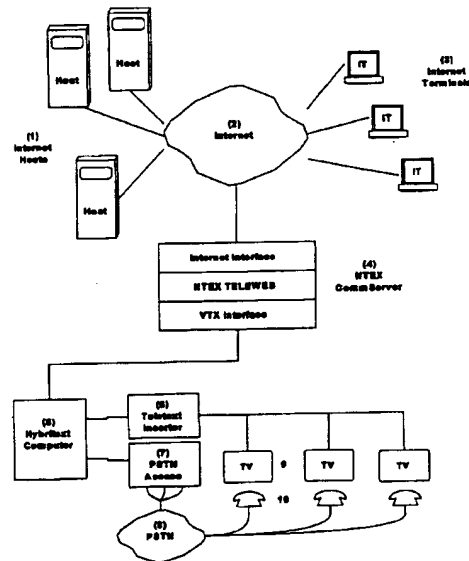 Host
Host
Host
(1)
Internet
Hosts
(2)
Internet
IT
IT
IT
(3)
Internet
Terminals
Internet Interface
NTEX TELEWEB
VTX Interface
(4)
NTEX
CommServer
(5)
Hybritext
Computer
(6)
Teletext
Inserter
(7)
PSTN
Access
TV
9
TV
TV
10
(8)
PSTN